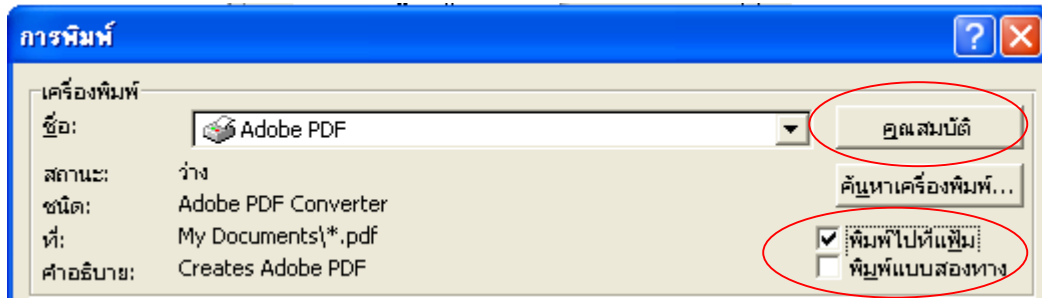 การพิมพ์
เครื่องพิมพ์
ชื่อ: Adobe PDF คุณสมบัติ
สถานะ: ว่าง ค้นหาเครื่องพิมพ์...
ชนิด: Adobe PDF Converter
ที่: My Documents\*.pdf พิมพ์ไปที่แฟ้ม
คำอธิบาย: Creates Adobe PDF พิมพ์แบบสองทาง